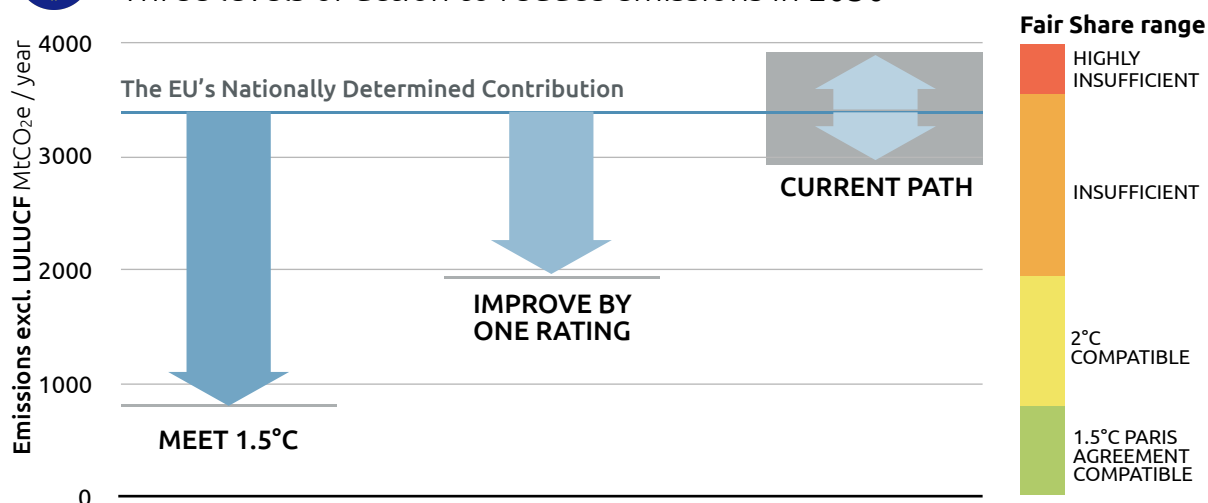 Fair Share range
4000
The EU's Nationally Determined Contribution
3000
2000
1000
0
Emissions excl. LULUCF MtCO₂e / year
CURRENT PATH
IMPROVE BY
ONE RATING
MEET 1.5°C
HIGHLY
INSUFFICIENT
INSUFFICIENT
2°C
COMPATIBLE
1.5°C PARIS
AGREEMENT
COMPATIBLE